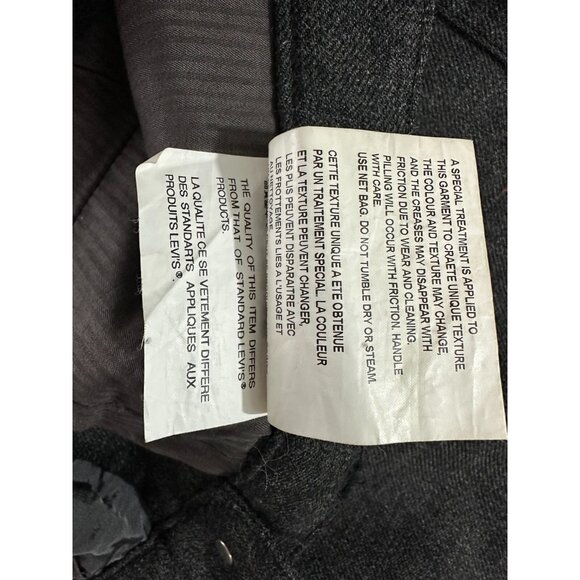 A SPECIAL TREATMENT IS APPLIED TO
THIS GARMENT TO CRAETE UNIQUE TEXTURE.
THE COLOUR AND TEXTURE MAY CHANGE,
AND THE CREASES MAY DISAPPEAR WITH
FRICTION DUE TO WEAR AND CLEANING.
PILLING WILL OCCUR WITH FRICTION. HANDLE
WITH CARE.
USE NET BAG. DO NOT TUMBLE DRY OR STEAM.
CETTE TEXTURE UNIQUE A ETE OBTENUE
PAR UN TRAITEMENT SPECIAL. LA COULEUR
ET LA TEXTURE PEUVENT CHANGER,
LES PLIS PEUVENT DISPARAITRE AVEC
LES FROTTEMENTS LIES A L'USAGE ET
AU NETTOYAGE.
THE QUALITY OF THIS ITEM DIFFERS
FROM THAT OF STANDARD LEVI'S®
PRODUCTS.
LA QUALITE CE SE VETEMENT DIFFERE
DES STANDARTS APPLIQUES AUX
PRODUITS LEVI'S®.